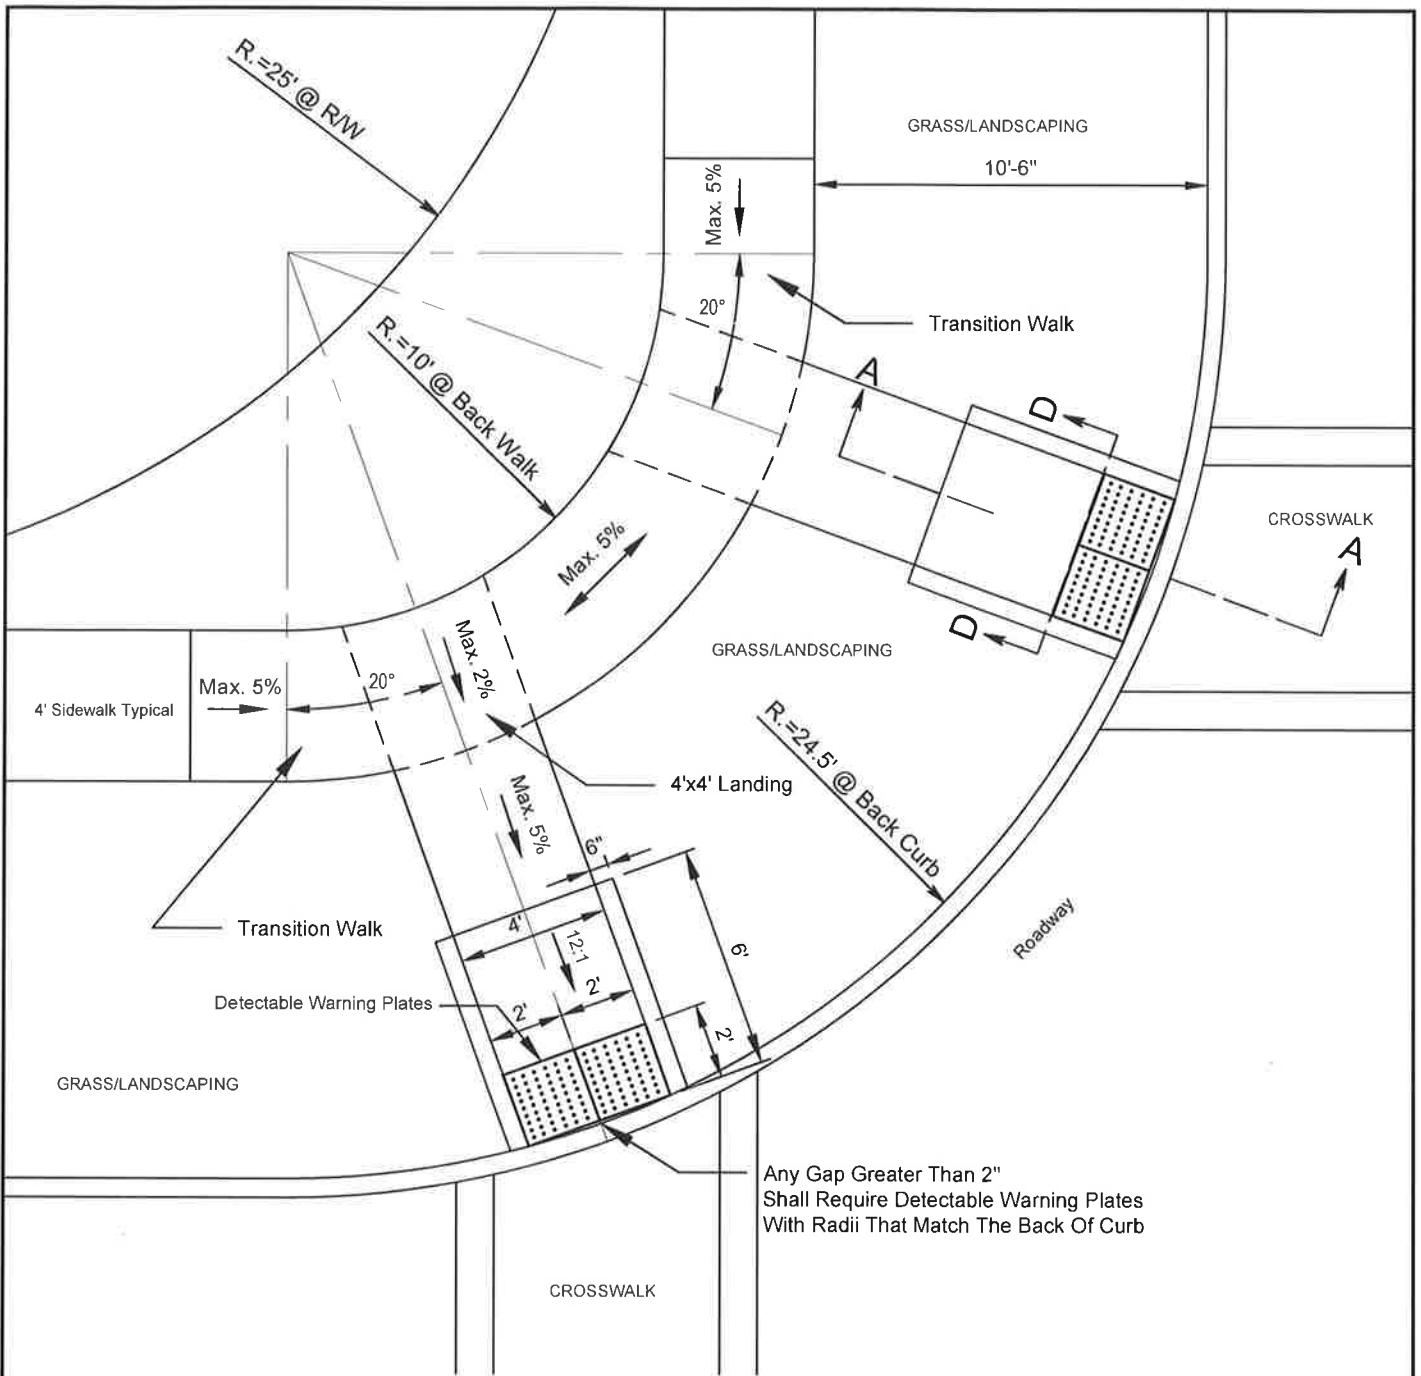 R.=25' @ R/W
GRASS/LANDSCAPING
10'-6"
Max. 5%
20°
Transition Walk
R.=10' @ Back Walk
A
D
CROSSWALK
A
Max. 5%
D
GRASS/LANDSCAPING
Max. 2%
Max. 5%
20°
4' Sidewalk Typical
R.=24.5' @ Back Curb
4'x4' Landing
Max. 5%
6"
Transition Walk
4'
12:1
6'
Roadway
Detectable Warning Plates
2'
2'
2'
GRASS/LANDSCAPING
Any Gap Greater Than 2"
Shall Require Detectable Warning Plates
With Radii That Match The Back Of Curb
CROSSWALK